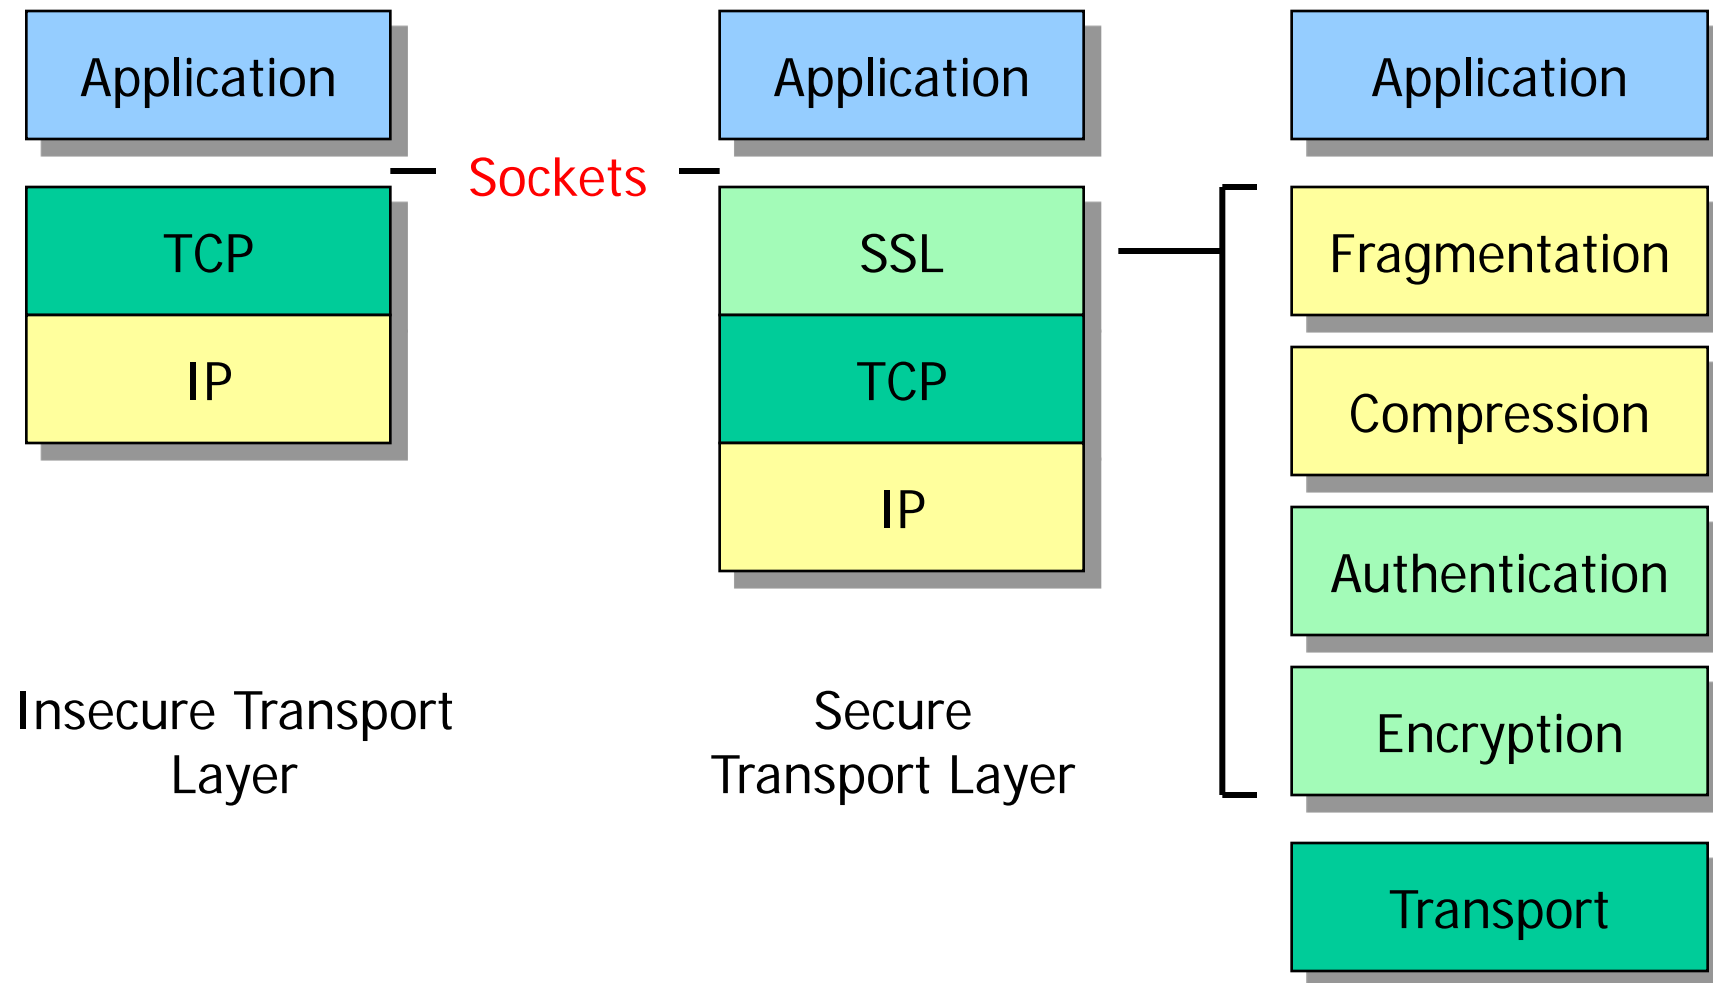 Application
Sockets
TCP
IP
Insecure Transport
Layer
Application
SSL
TCP
IP
Secure
Transport Layer
Application
Fragmentation
Compression
Authentication
Encryption
Transport